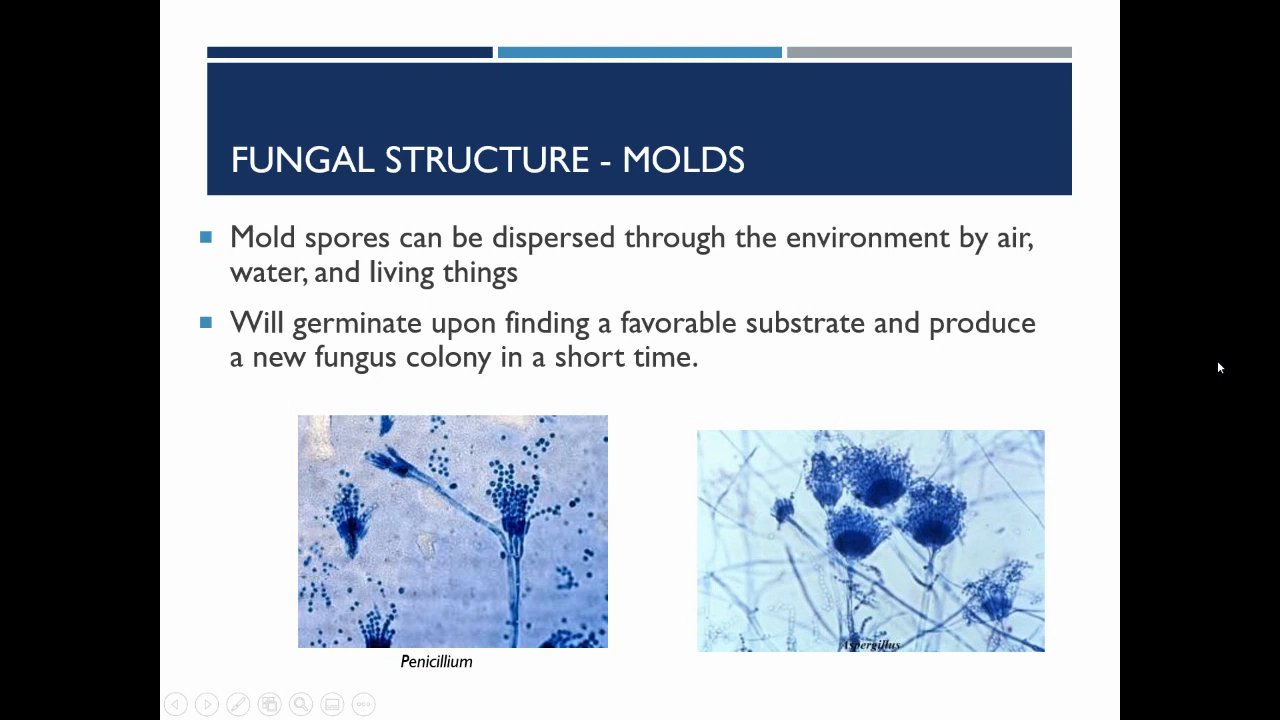 FUNGAL STRUCTURE - MOLDS
Mold spores can be dispersed through the environment by air,
water, and living things
Will germinate upon finding a favorable substrate and produce
a new fungus colony in a short time.
Aspergillus
Penicillium